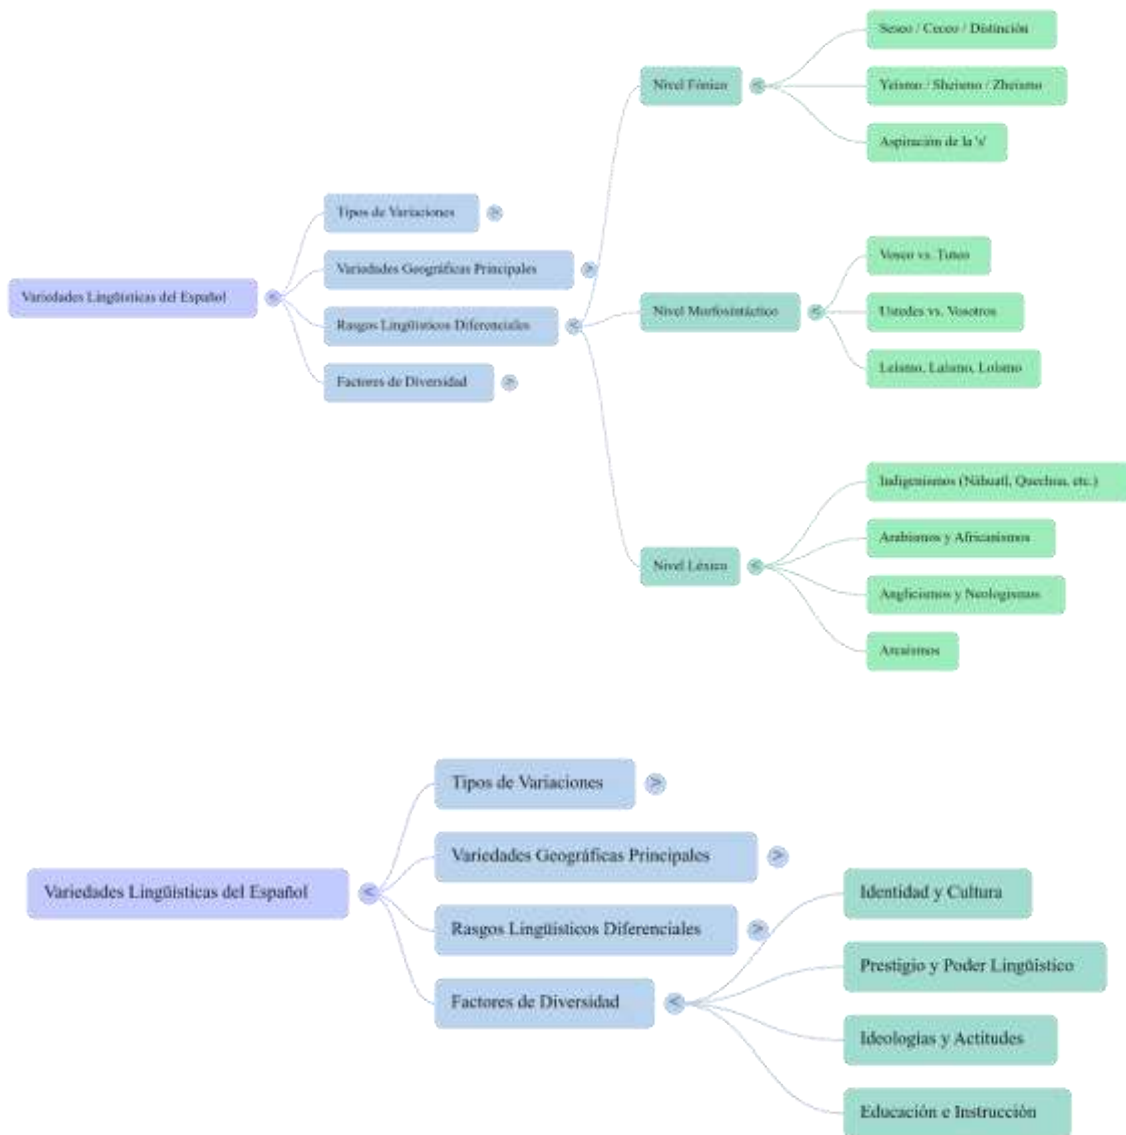 Variedades Lingüísticas del Español
Tipos de Variaciones
Variedades Geográficas Principales
Rasgos Lingüísticos Diferenciales
Factores de Diversidad
Nivel Fónico
Seseo / Ceceo / Distinción
Yeísmo / Sheísmo / Zheísmo
Aspiración de la 's'
Nivel Morfosintáctico
Voseo vs. Tuteo
Ustedes vs. Vosotros
Leísmo, Laísmo, Loísmo
Nivel Léxico
Indigenismos (Náhuatl, Quechua, etc.)
Arabismos y Africanismos
Anglicismos y Neologismos
Arcaísmos
Variedades Lingüísticas del Español
Tipos de Variaciones
Variedades Geográficas Principales
Rasgos Lingüísticos Diferenciales
Factores de Diversidad
Identidad y Cultura
Prestigio y Poder Lingüístico
Ideologías y Actitudes
Educación e Instrucción